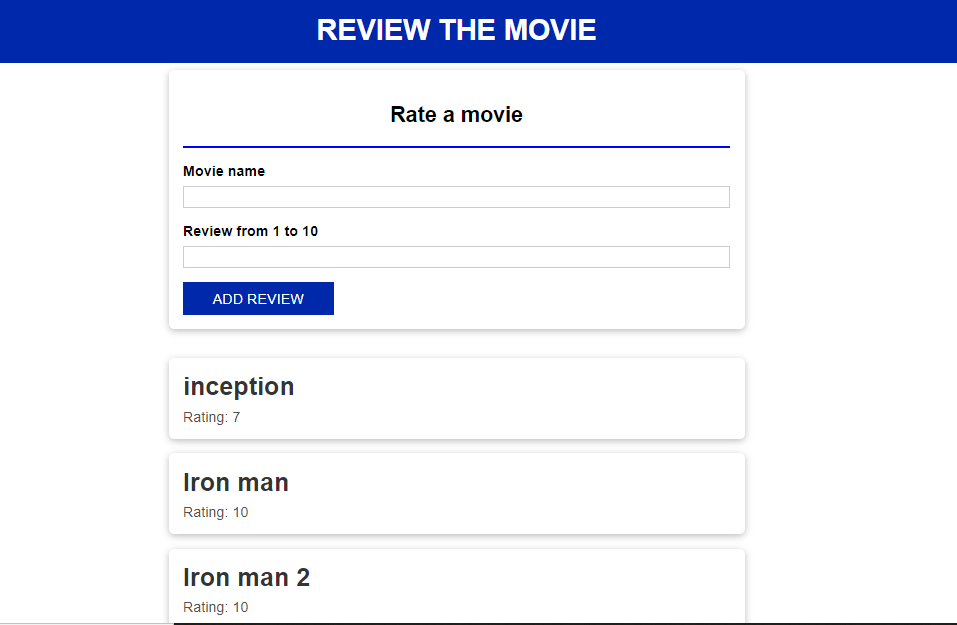 REVIEW THE MOVIE
Rate a movie
Movie name
Review from 1 to 10
ADD REVIEW
inception
Rating: 7
Iron man
Rating: 10
Iron man 2
Rating: 10